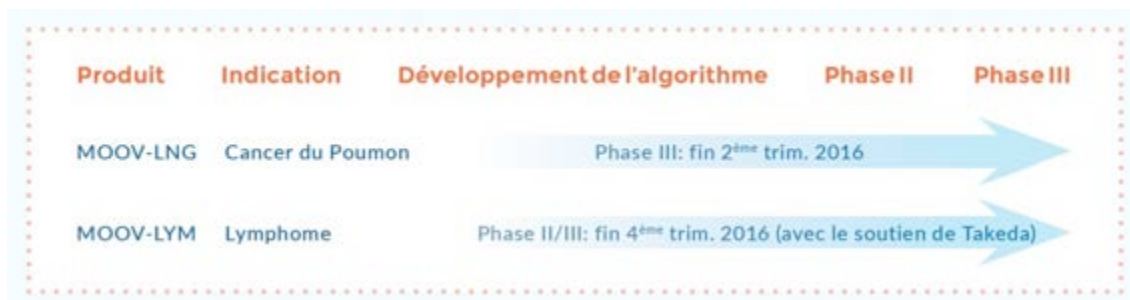 Produit Indication Développement de l'algorithme Phase II Phase III
MOOV-LNG Cancer du Poumon Phase III: fin 2ème trim. 2016
MOOV-LYM Lymphome Phase II/III: fin 4ème trim. 2016 (avec le soutien de Takeda)